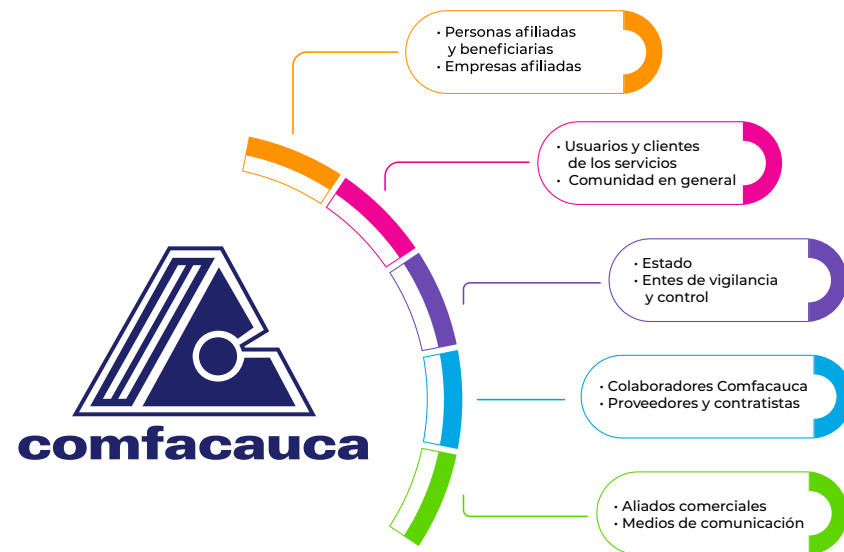 • Personas afiliadas
y beneficiarias
• Empresas afiliadas
• Usuarios y clientes
de los servicios
• Comunidad en general
• Estado
• Entes de vigilancia
y control
• Colaboradores Comfacauca
• Proveedores y contratistas
• Aliados comerciales
• Medios de comunicación
comfacauca